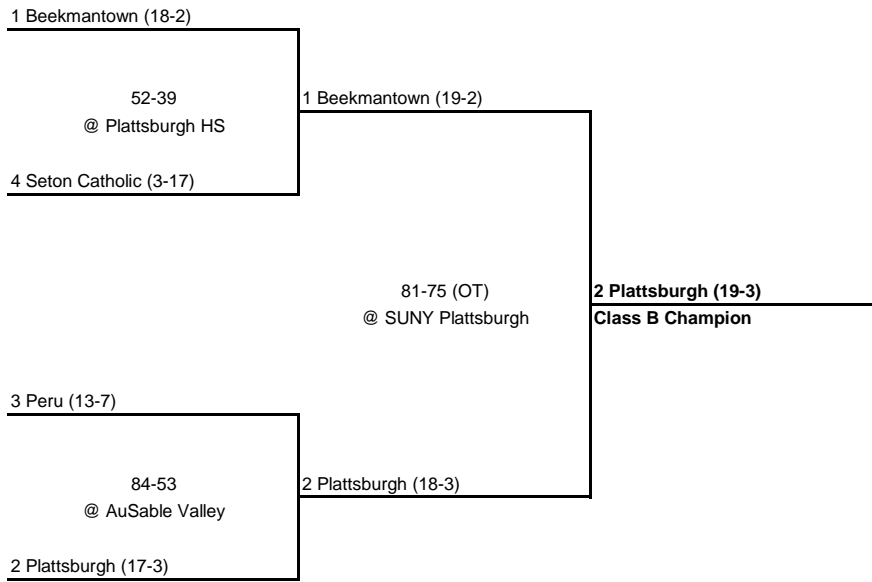 1 Beekmantown (18-2)
52-39
@ Plattsburgh HS
1 Beekmantown (19-2)
4 Seton Catholic (3-17)
81-75 (OT)
@ SUNY Plattsburgh
2 Plattsburgh (19-3)
Class B Champion
3 Peru (13-7)
84-53
@ AuSable Valley
2 Plattsburgh (18-3)
2 Plattsburgh (17-3)